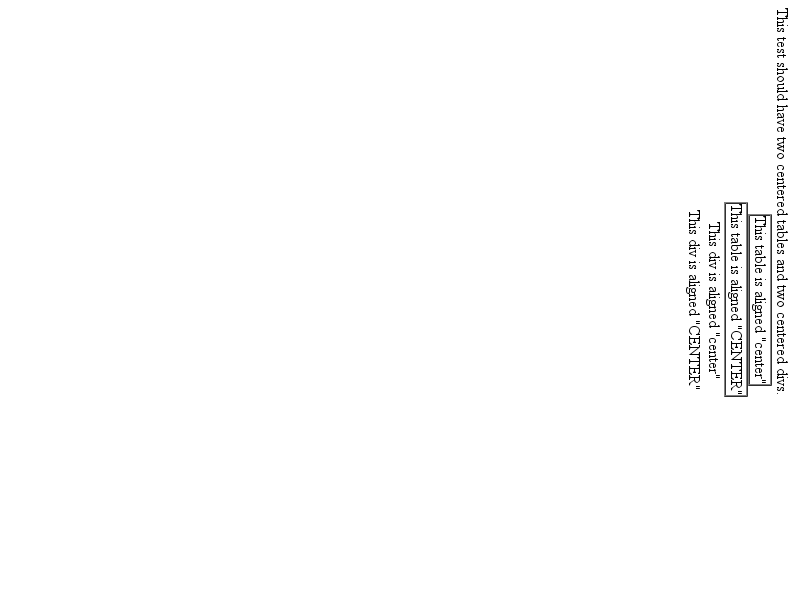 This test should have two centered tables and two centered divs.
This table is aligned "center"
This table is aligned "CENTER"
This div is aligned "center"
This div is aligned "CENTER"